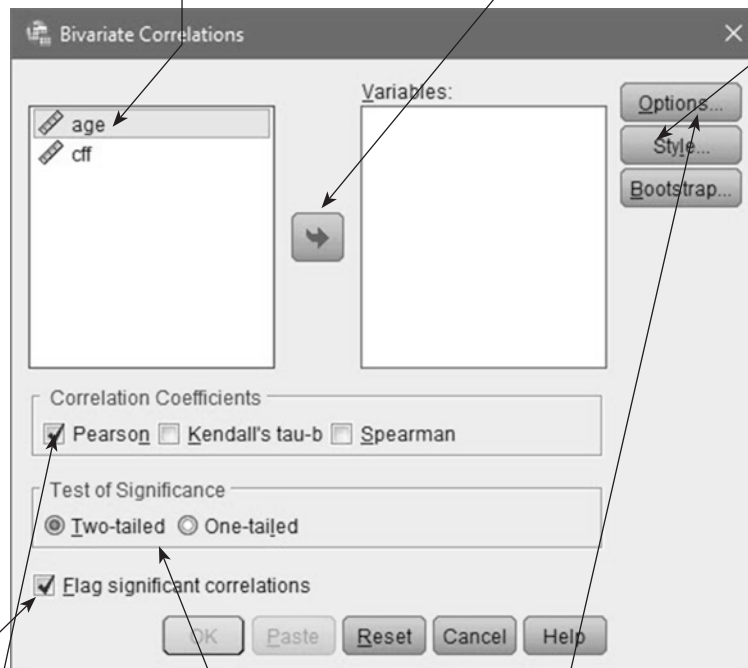 Bivariate Correlations
Variables:
age
cff
Options...
Style...
Bootstrap...
Correlation Coefficients
Pearson Kendall's tau-b Spearman
Test of Significance
Two-tailed One-tailed
Flag significant correlations
OK Paste Reset Cancel Help